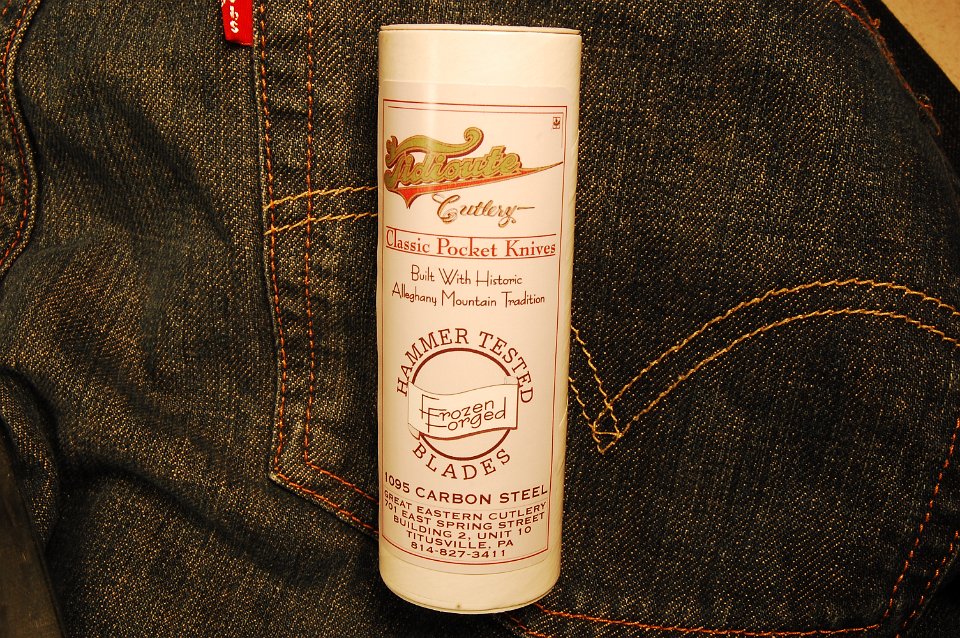 Tidioute
Cutlery
Classic Pocket Knives
Built With Historic
Alleghany Mountain Tradition
HAMMER TESTED
Frozen
Forged
BLADES
1095 CARBON STEEL
GREAT EASTERN CUTLERY
701 EAST SPRING STREET
BUILDING 2, UNIT 10
TITUSVILLE, PA
814-827-3411